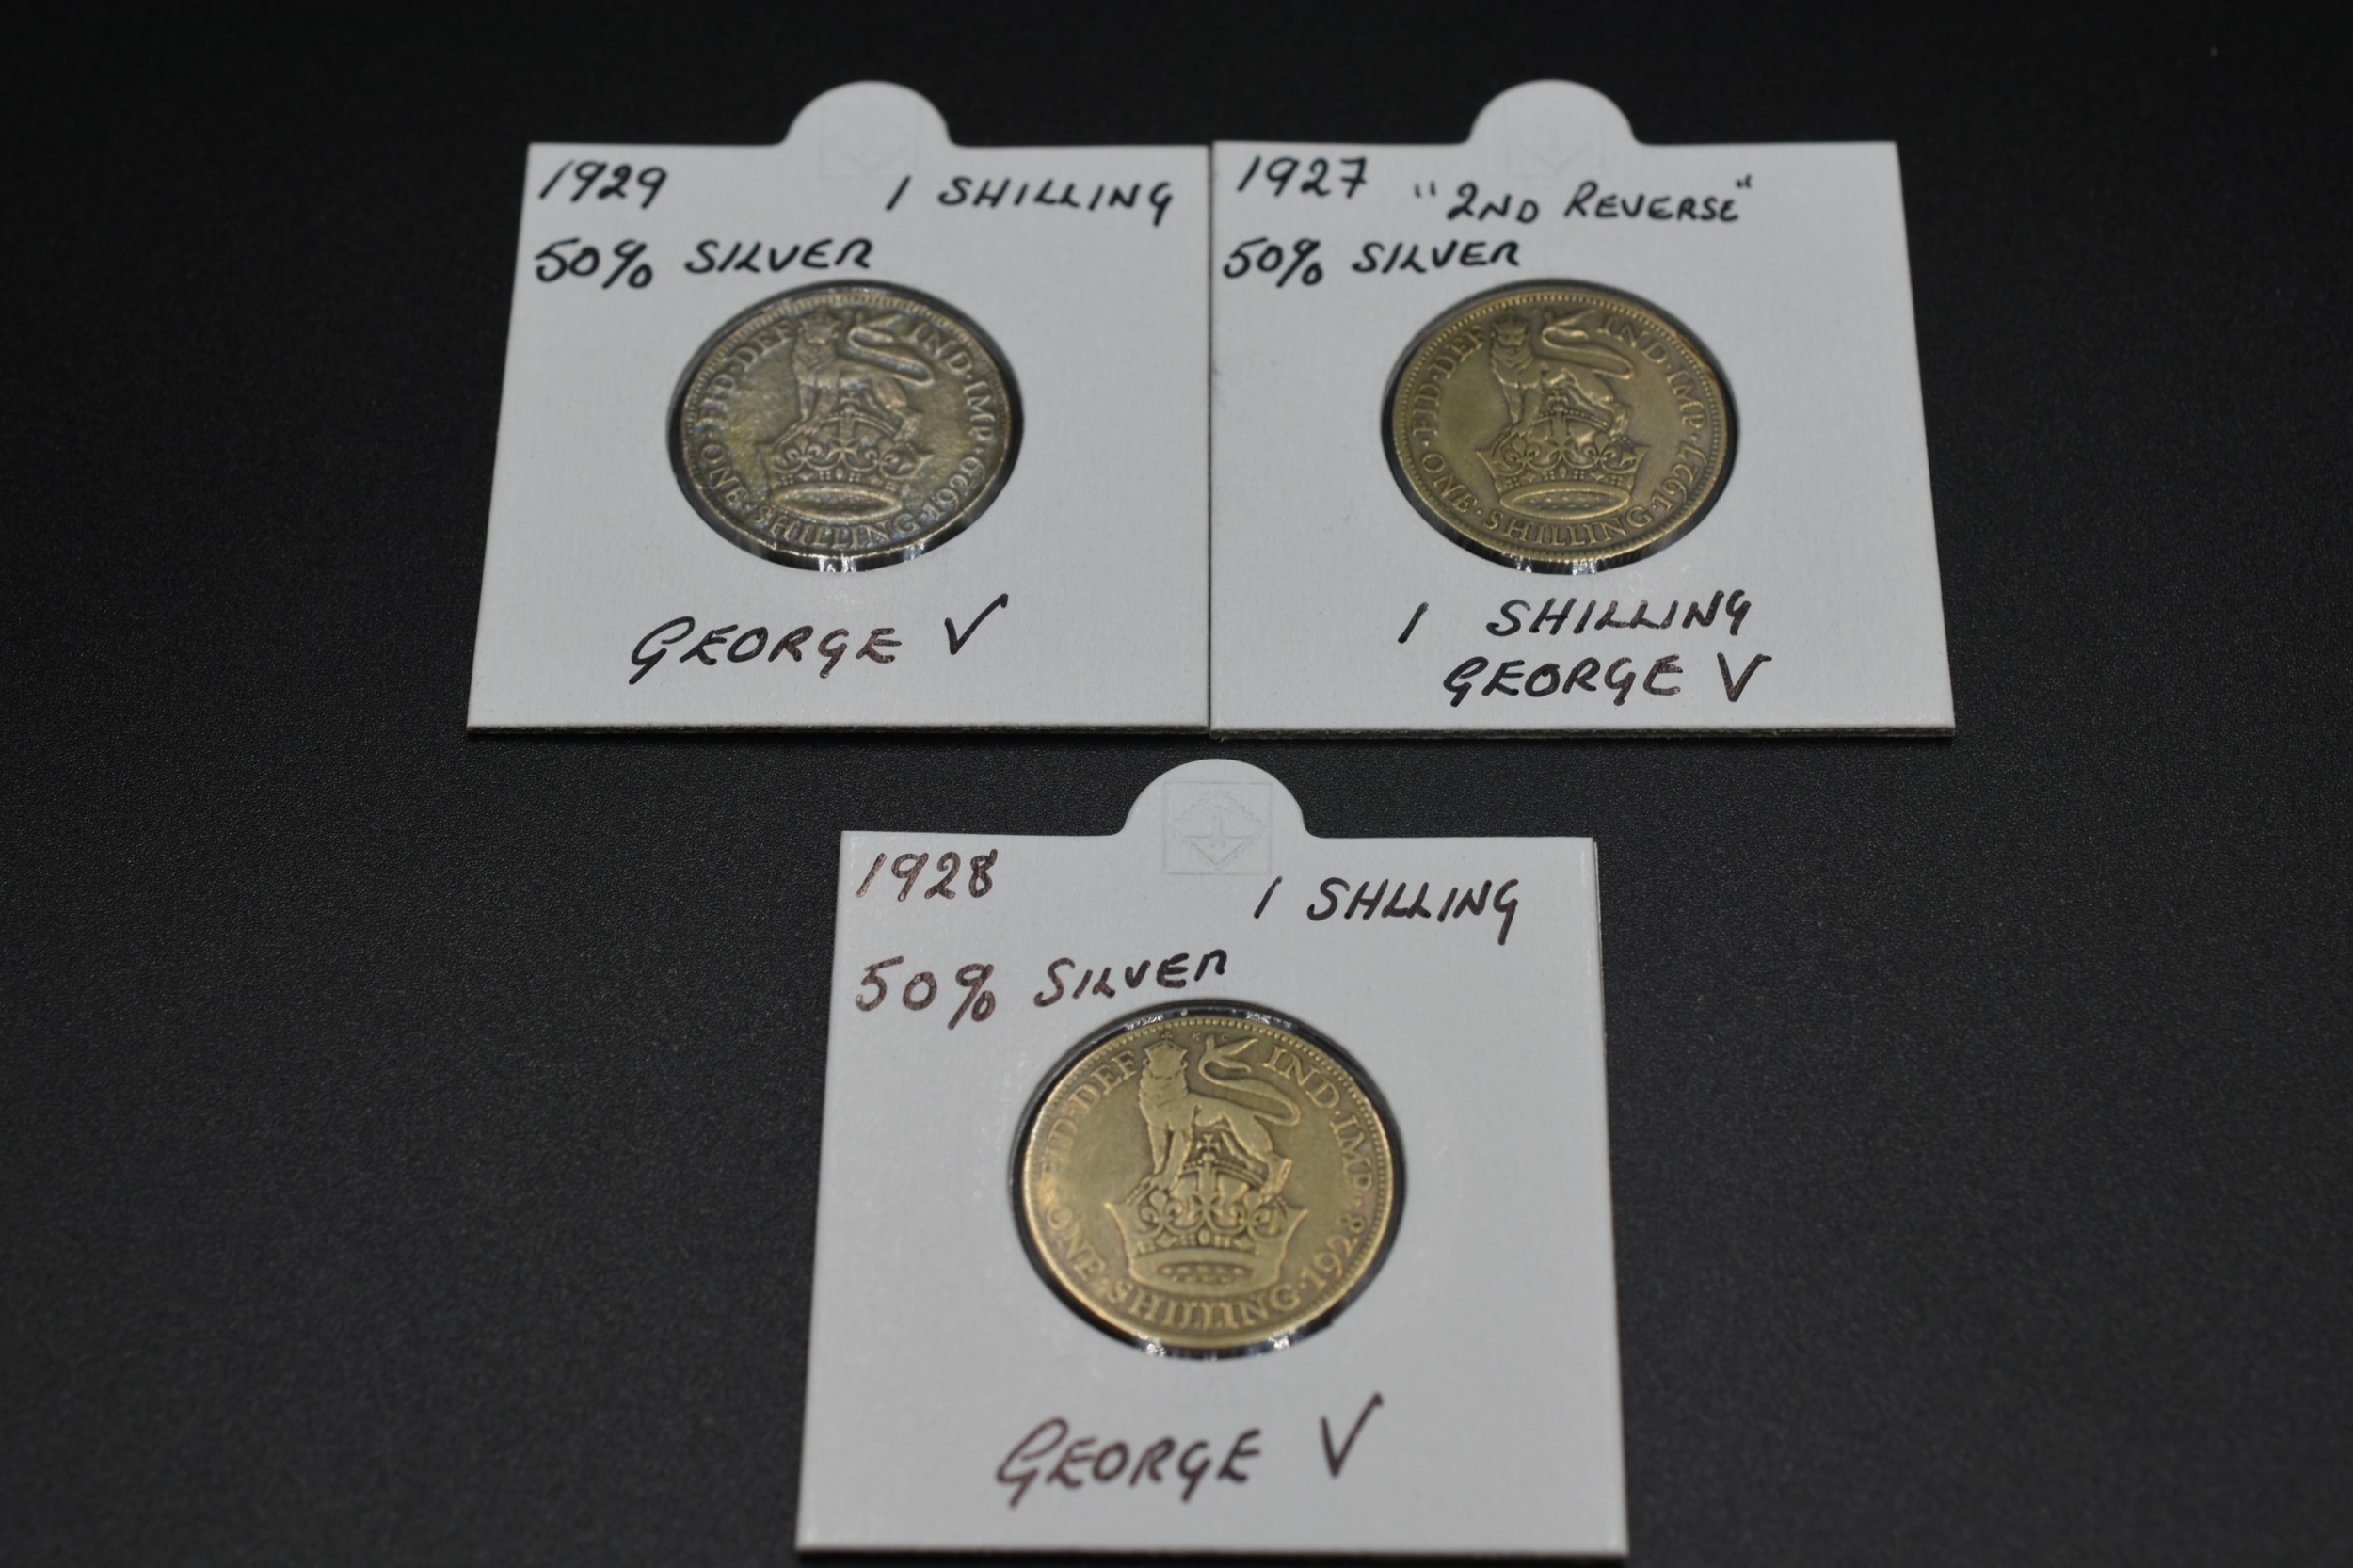 1929 1 SHILLING
50% SILVER
FID·DEF IND·IMP·
·ONE·SHILLING·1929·
GEORGE V
1927 "2ND REVERSE"
50% SILVER
·FID·DEF IND·IMP·
·ONE·SHILLING·1927·
1 SHILLING
GEORGE V
1928 1 SHLLING
50% SILVER
FID·DEF IND·IMP·
ONE·SHILLING·1928
GEORGE V